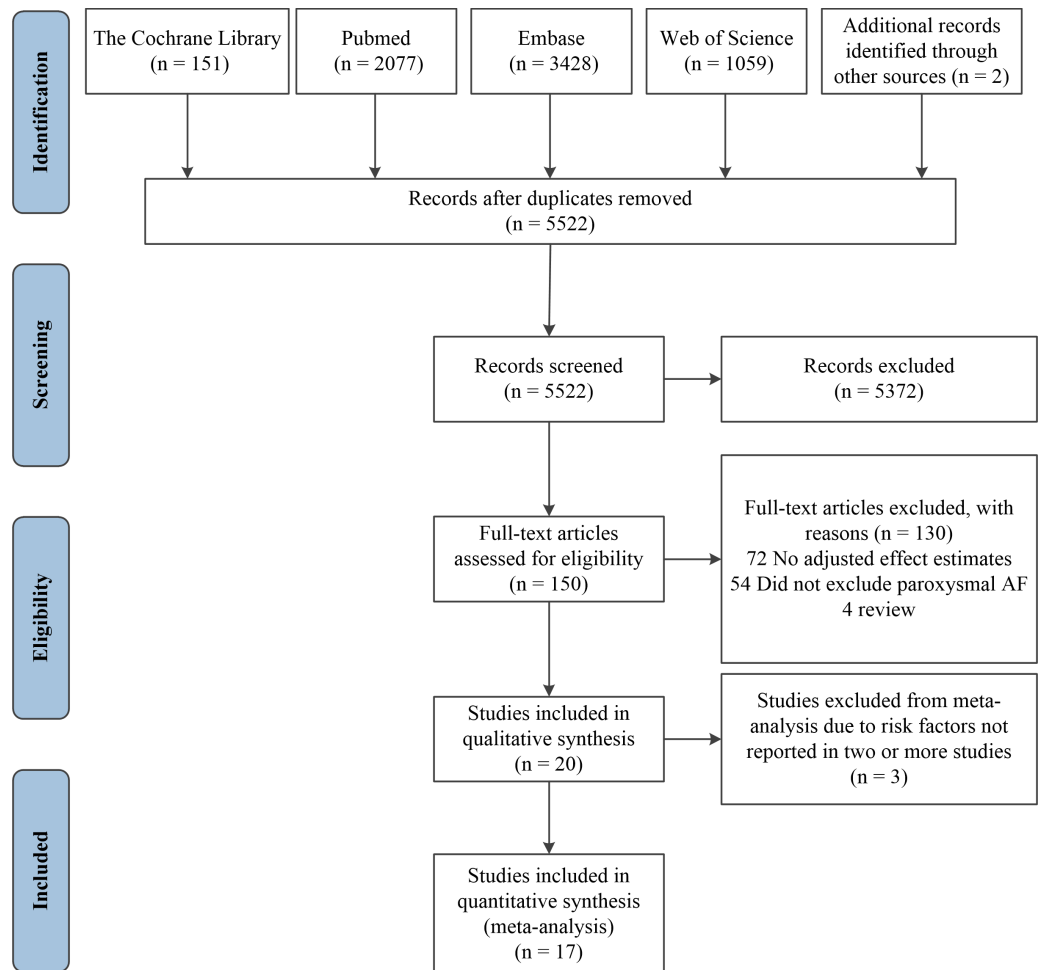 Identification
The Cochrane Library
(n = 151)
Pubmed
(n = 2077)
Embase
(n = 3428)
Web of Science
(n = 1059)
Additional records
identified through
other sources (n = 2)
Records after duplicates removed
(n = 5522)
Screening
Records screened
(n = 5522)
Records excluded
(n = 5372)
Eligibility
Full-text articles
assessed for eligibility
(n = 150)
Full-text articles excluded, with
reasons (n = 130)
72 No adjusted effect estimates
54 Did not exclude paroxysmal AF
4 review
Studies included in
qualitative synthesis
(n = 20)
Studies excluded from meta-
analysis due to risk factors not
reported in two or more studies
(n = 3)
Included
Studies included in
quantitative synthesis
(meta-analysis)
(n = 17)